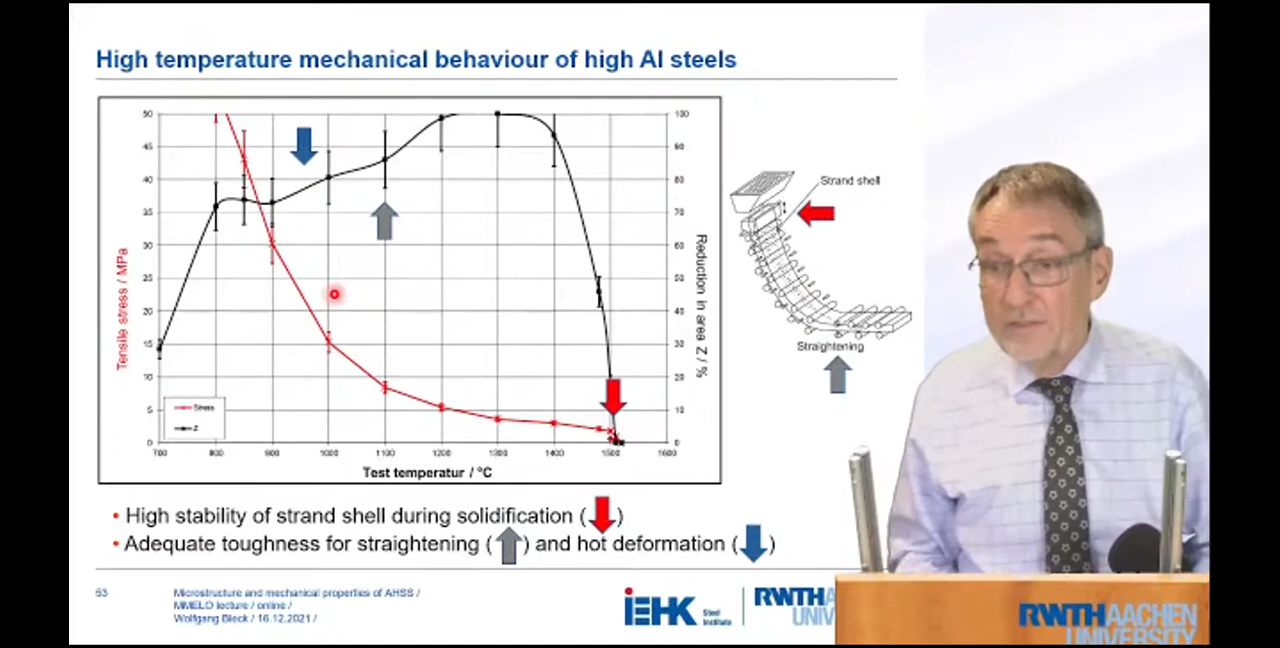 High temperature mechanical behaviour of high Al steels
50
45
40
35
30
25
20
15
10
5
0
100
90
80
70
60
50
40
30
20
10
0
700
800
900
1000
1100
1200
1300
1400
1500
1600
Tensile stress / MPa
Reduction in area Z / %
Stress
Z
Test temperatur / °C
Strand shell
Straightening
• High stability of strand shell during solidification ( )
• Adequate toughness for straightening ( ) and hot deformation ( )
53
Microstructure and mechanical properties of AHSS /
MMELO lecture / online /
Wolfgang Bleck / 16.12.2021 /
IEHK Steel
Institute
RWTHA
UNIV
RWTHAACHEN
UNIVERSITY